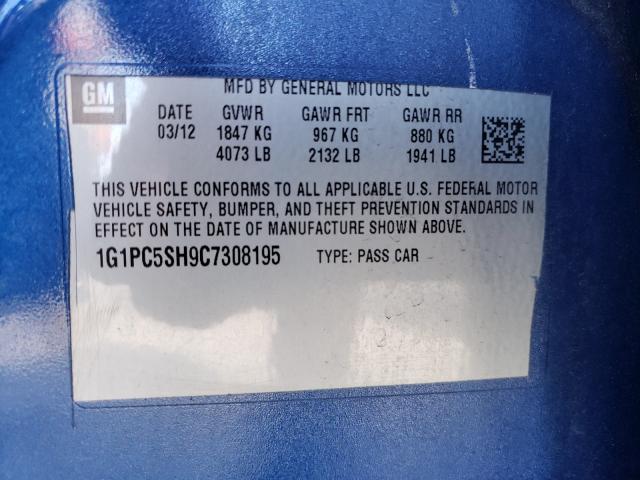 MFD BY GENERAL MOTORS LLC
GM
DATE GVWR GAWR FRT GAWR RR
03/12 1847 KG 967 KG 880 KG
4073 LB 2132 LB 1941 LB
THIS VEHICLE CONFORMS TO ALL APPLICABLE U.S. FEDERAL MOTOR
VEHICLE SAFETY, BUMPER, AND THEFT PREVENTION STANDARDS IN
EFFECT ON THE DATE OF MANUFACTURE SHOWN ABOVE.
1G1PC5SH9C7308195 TYPE: PASS CAR